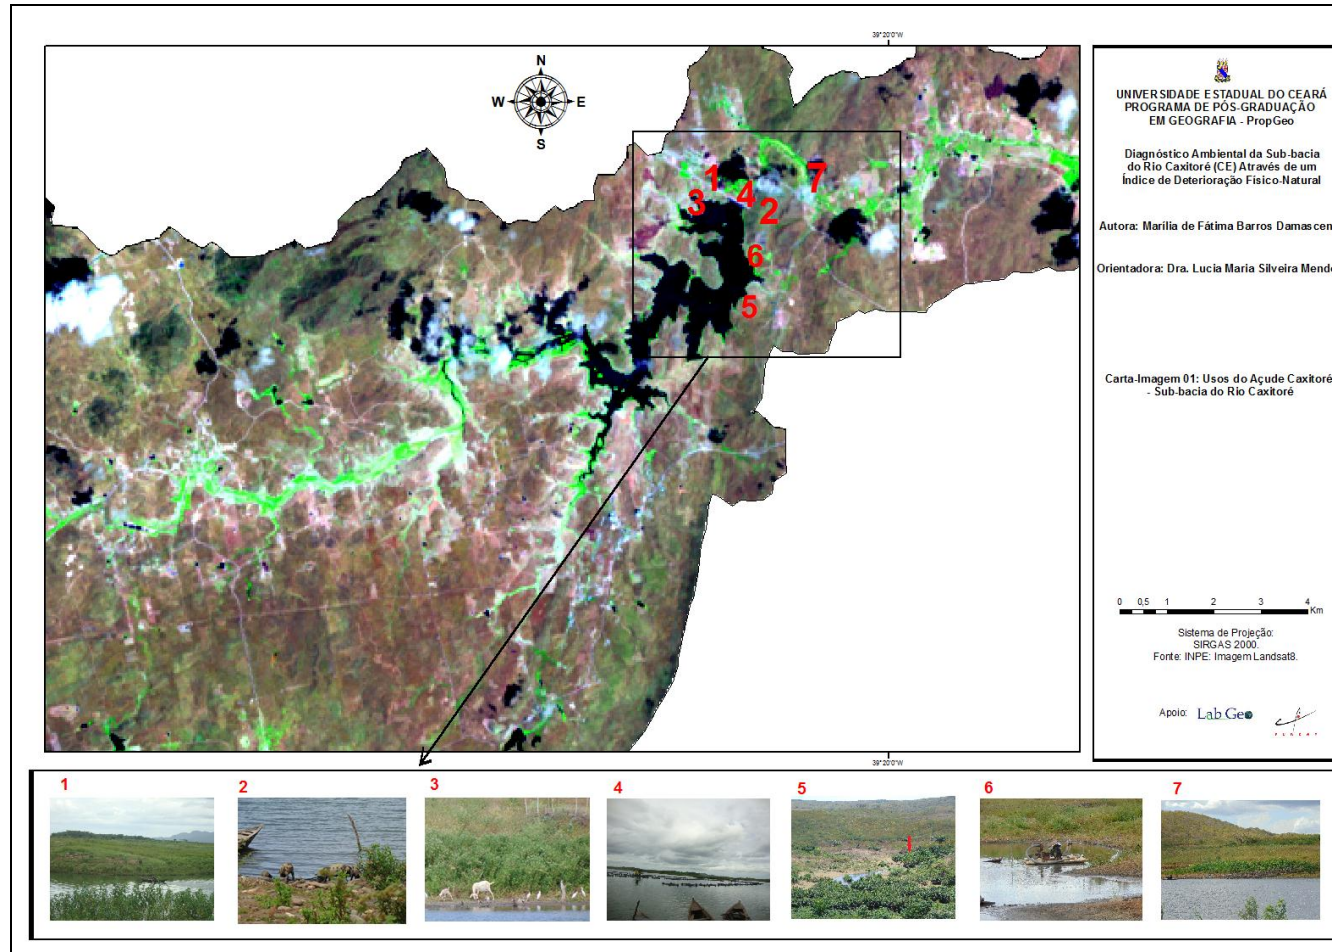 39°20'0"W
N
W
E
S
1
7
3
4
2
6
5
UNIVERSIDADE ESTADUAL DO CEARÁ
PROGRAMA DE PÓS-GRADUAÇÃO
EM GEOGRAFIA - PropGeo
Diagnóstico Ambiental da Sub-bacia
do Rio Caxitoré (CE) Através de um
Índice de Deterioração Físico-Natural
Autora: Marília de Fátima Barros Damascen
Orientadora: Dra. Lucia Maria Silveira Mend
Carta-Imagem 01: Usos do Açude Caxitoré
- Sub-bacia do Rio Caxitoré
0 0,5 1 2 3 4
Km
Sistema de Projeção:
SIRGAS 2000.
Fonte: INPE: Imagem Landsat8.
Apoio: Lab Geo
39°20'0"W
1
2
3
4
5
6
7